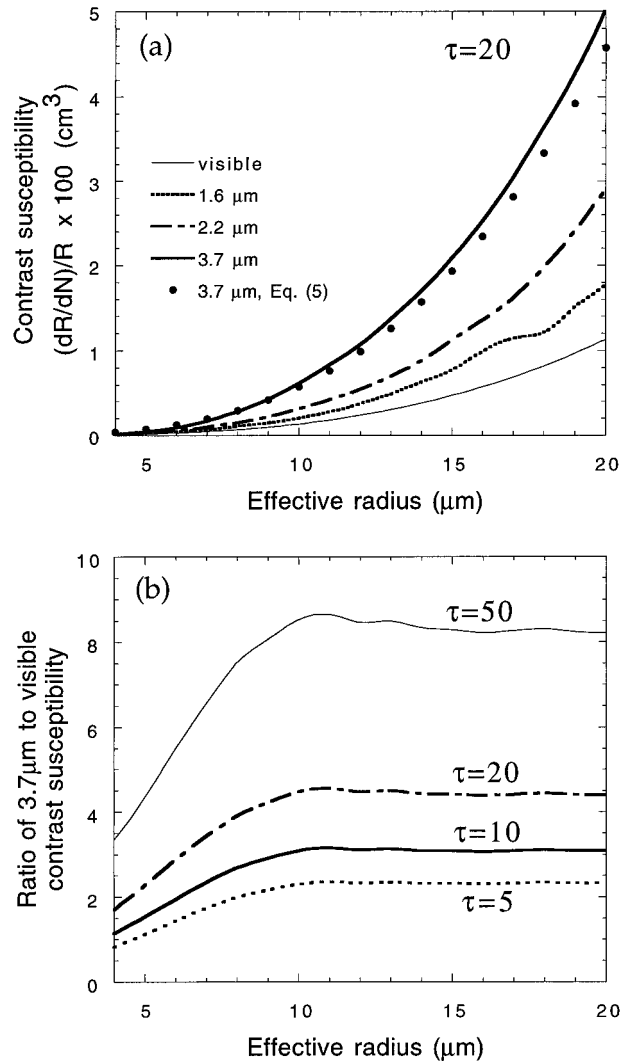 (a)
τ=20
Contrast susceptibility
(dR/dN)/R x 100 (cm³)
5
4
3
2
1
0
visible
1.6 μm
2.2 μm
3.7 μm
3.7 μm, Eq. (5)
5 10 15 20
Effective radius (μm)
(b)
Ratio of 3.7μm to visible
contrast susceptibility
10
8
6
4
2
0
τ=50
τ=20
τ=10
τ=5
5 10 15 20
Effective radius (μm)